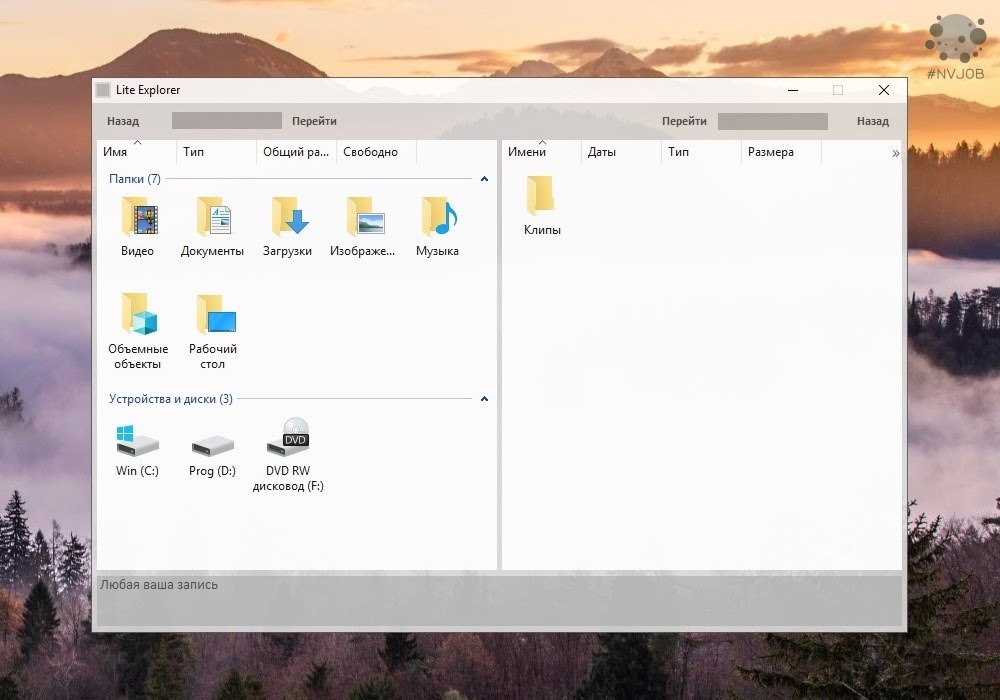 #NVJOB
Lite Explorer
Назад Перейти Перейти Назад
Имя Тип Общий ра... Свободно
Папки (7)
Видео Документы Загрузки Изображе... Музыка
Объемные объекты
Рабочий стол
Устройства и диски (3)
Win (C:) Prog (D:)
DVD
DVD RW
дисковод (F:)
Имени Даты Тип Размера »
Клипы
Любая ваша запись